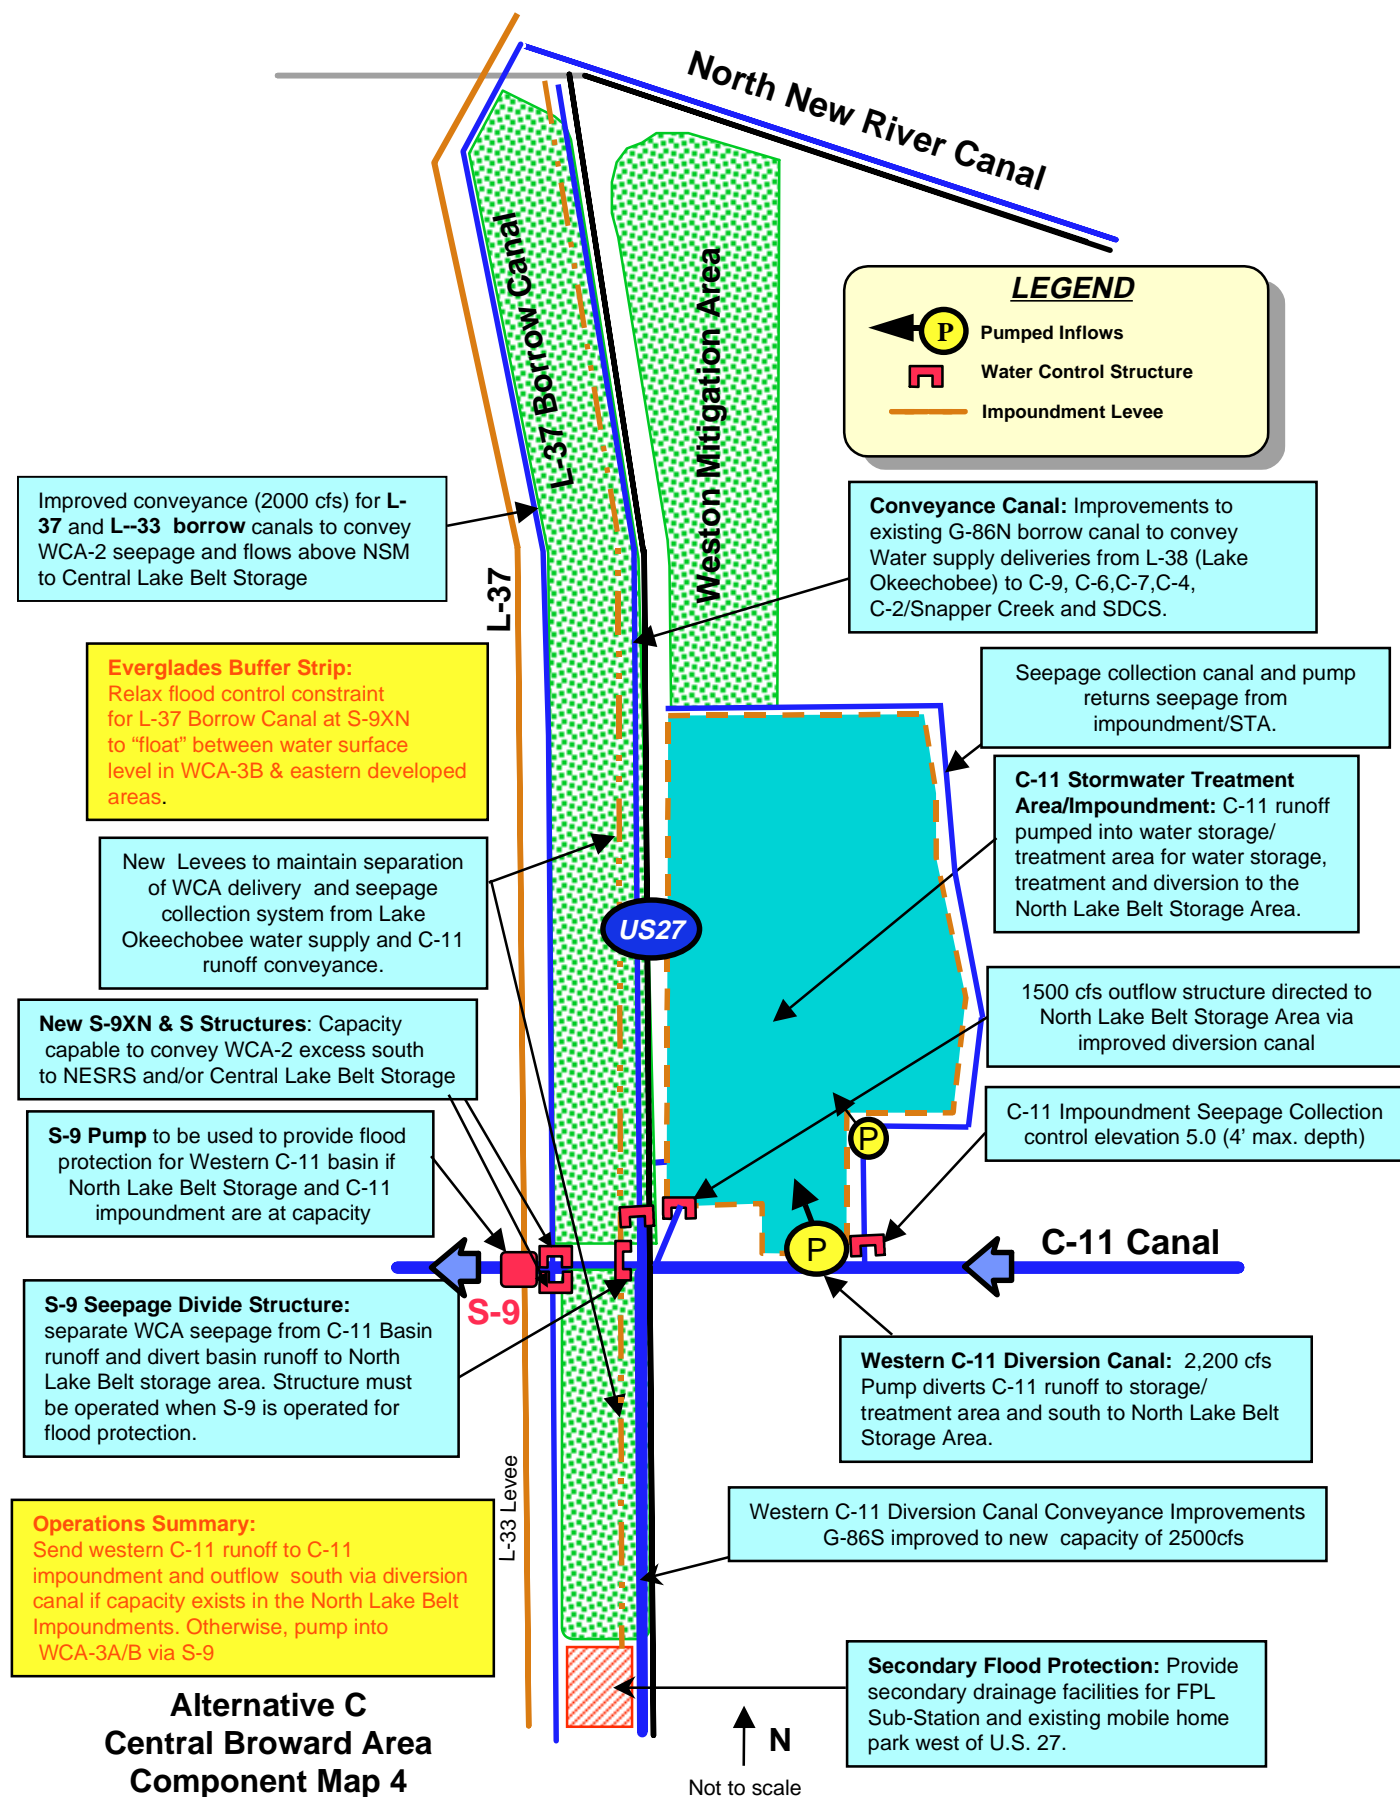 North New River Canal
LEGEND
P
Pumped Inflows
Water Control Structure
Impoundment Levee
L-37 Borrow Canal
Weston Mitigation Area
Improved conveyance (2000 cfs) for L-
37 and L--33 borrow canals to convey
WCA-2 seepage and flows above NSM
to Central Lake Belt Storage
L-37
Conveyance Canal: Improvements to
existing G-86N borrow canal to convey
Water supply deliveries from L-38 (Lake
Okeechobee) to C-9, C-6,C-7,C-4,
C-2/Snapper Creek and SDCS.
Everglades Buffer Strip:
Relax flood control constraint
for L-37 Borrow Canal at S-9XN
to “float” between water surface
level in WCA-3B & eastern developed
areas.
Seepage collection canal and pump
returns seepage from
impoundment/STA.
C-11 Stormwater Treatment
Area/Impoundment: C-11 runoff
pumped into water storage/
treatment area for water storage,
treatment and diversion to the
North Lake Belt Storage Area.
New Levees to maintain separation
of WCA delivery and seepage
collection system from Lake
Okeechobee water supply and C-11
runoff conveyance.
US27
1500 cfs outflow structure directed to
North Lake Belt Storage Area via
improved diversion canal
New S-9XN & S Structures: Capacity
capable to convey WCA-2 excess south
to NESRS and/or Central Lake Belt Storage
C-11 Impoundment Seepage Collection
control elevation 5.0 (4’ max. depth)
S-9 Pump to be used to provide flood
protection for Western C-11 basin if
North Lake Belt Storage and C-11
impoundment are at capacity
P
P
C-11 Canal
S-9
S-9 Seepage Divide Structure:
separate WCA seepage from C-11 Basin
runoff and divert basin runoff to North
Lake Belt storage area. Structure must
be operated when S-9 is operated for
flood protection.
Western C-11 Diversion Canal: 2,200 cfs
Pump diverts C-11 runoff to storage/
treatment area and south to North Lake Belt
Storage Area.
L-33 Levee
Operations Summary:
Send western C-11 runoff to C-11
impoundment and outflow south via diversion
canal if capacity exists in the North Lake Belt
Impoundments. Otherwise, pump into
WCA-3A/B via S-9
Western C-11 Diversion Canal Conveyance Improvements
G-86S improved to new capacity of 2500cfs
Secondary Flood Protection: Provide
secondary drainage facilities for FPL
Sub-Station and existing mobile home
park west of U.S. 27.
Alternative C
Central Broward Area
Component Map 4
N
Not to scale